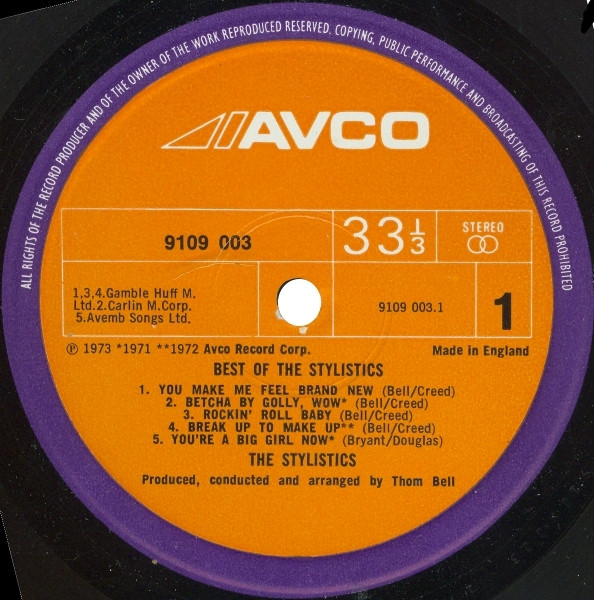 ALL RIGHTS OF THE RECORD PRODUCER AND OF THE OWNER OF THE WORK REPRODUCED RESERVED. COPYING, PUBLIC PERFORMANCE AND BROADCASTING OF THIS RECORD PROHIBITED
AVCO
9109 003
33 1/3
STEREO
1,3,4.Gamble Huff M.
Ltd.2.Carlin M.Corp.
5.Avemb Songs Ltd.
9109 003.1
1
℗ 1973 *1971 **1972 Avco Record Corp.
Made in England
BEST OF THE STYLISTICS
1. YOU MAKE ME FEEL BRAND NEW (Bell/Creed)
2. BETCHA BY GOLLY, WOW* (Bell/Creed)
3. ROCKIN' ROLL BABY (Bell/Creed)
4. BREAK UP TO MAKE UP** (Bell/Creed)
5. YOU'RE A BIG GIRL NOW* (Bryant/Douglas)
THE STYLISTICS
Produced, conducted and arranged by Thom Bell